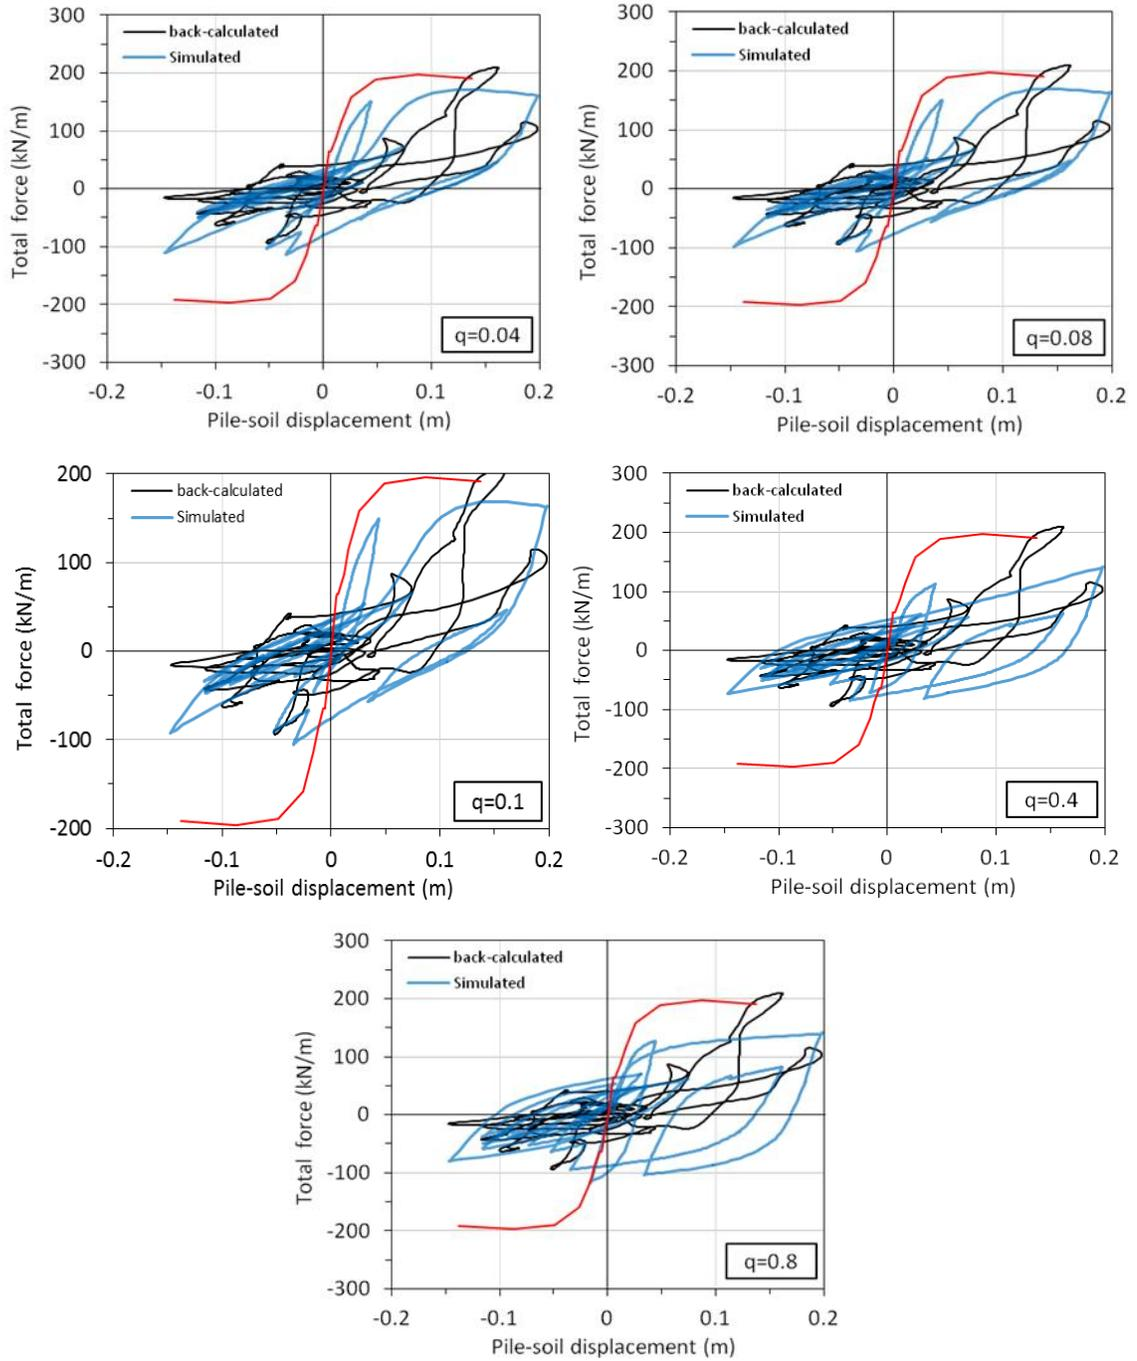 300
200
100
0
-100
-200
-300
-0.2 -0.1 0 0.1 0.2
Total force (kN/m)
Pile-soil displacement (m)
back-calculated
Simulated
q=0.04
300
200
100
0
-100
-200
-300
-0.2 -0.1 0 0.1 0.2
Total force (kN/m)
Pile-soil displacement (m)
back-calculated
Simulated
q=0.08
200
100
0
-100
-200
-0.2 -0.1 0 0.1 0.2
Total force (kN/m)
Pile-soil displacement (m)
back-calculated
Simulated
q=0.1
300
200
100
0
-100
-200
-300
-0.2 -0.1 0 0.1 0.2
Total force (kN/m)
Pile-soil displacement (m)
back-calculated
Simulated
q=0.4
300
200
100
0
-100
-200
-300
-0.2 -0.1 0 0.1 0.2
Total force (kN/m)
Pile-soil displacement (m)
back-calculated
Simulated
q=0.8